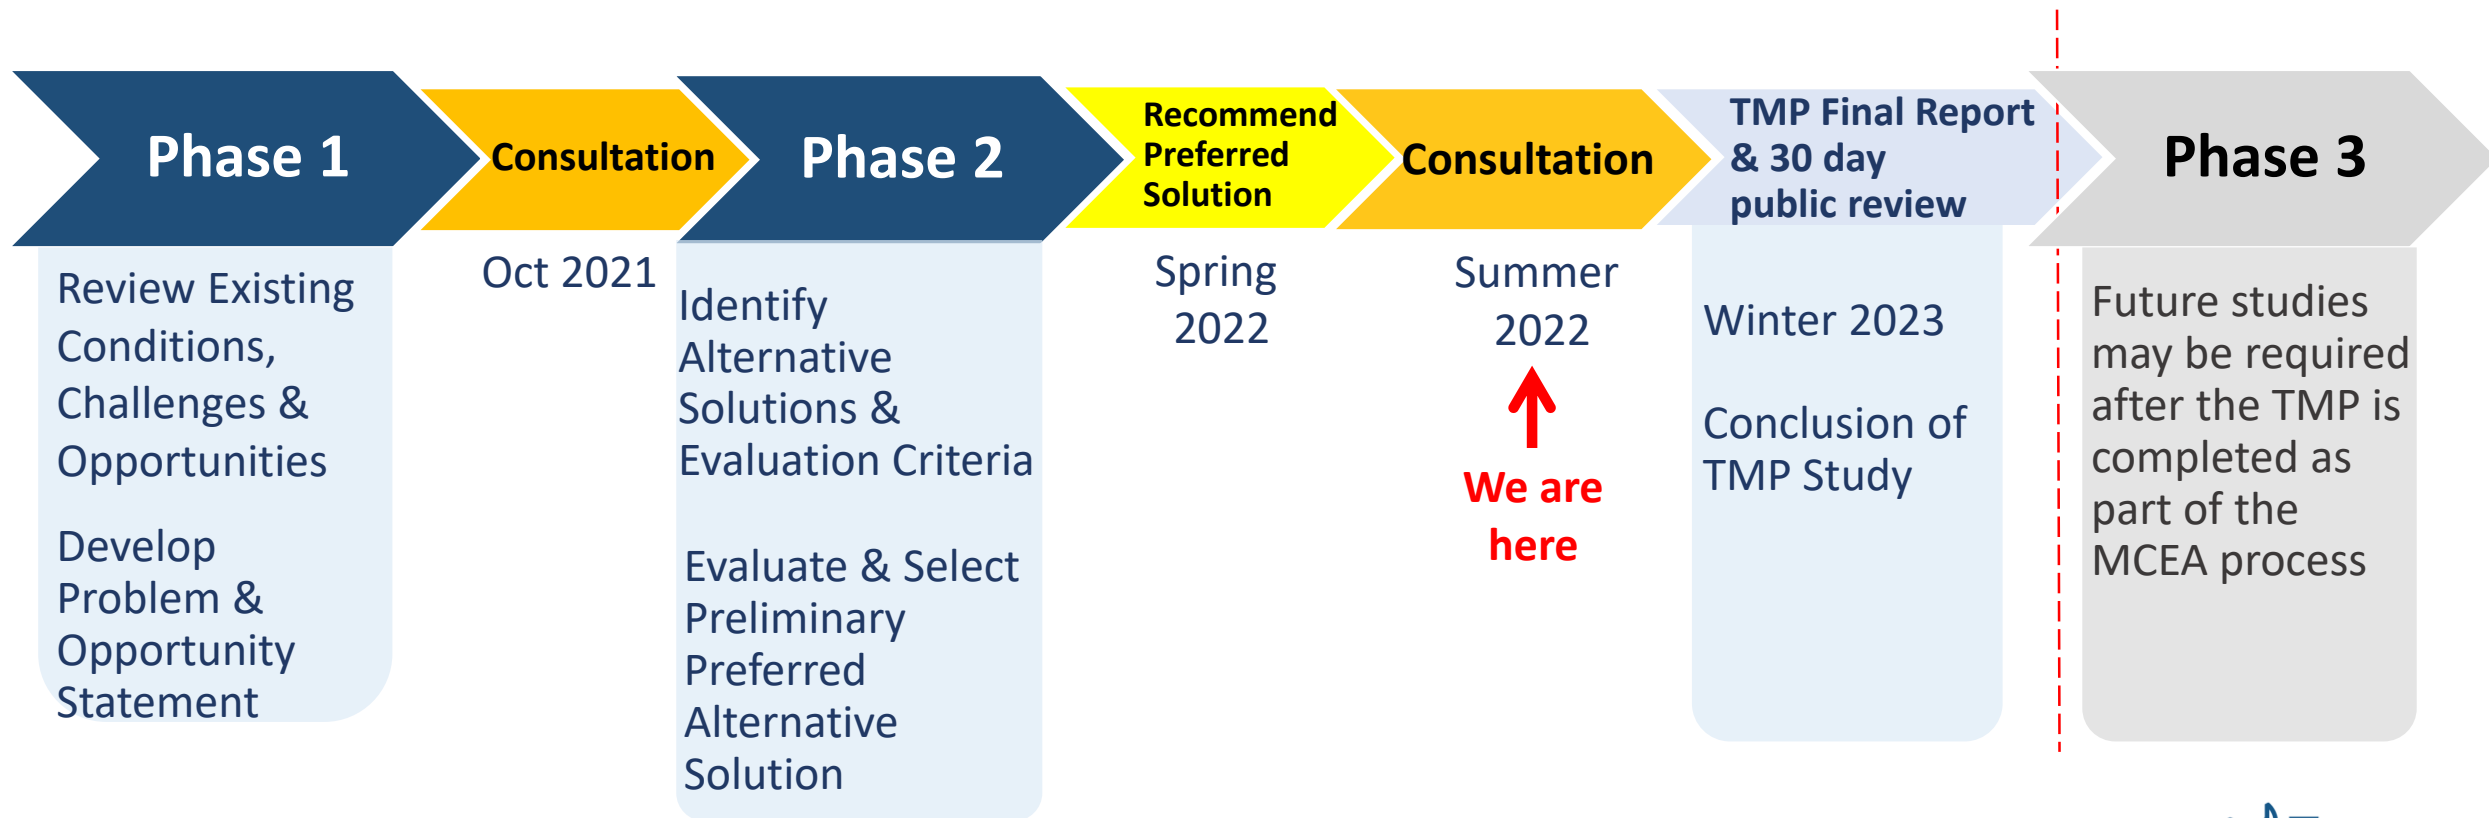 Phase 1
Review Existing
Conditions,
Challenges &
Opportunities
Develop
Problem &
Opportunity
Statement
Consultation
Oct 2021
Phase 2
Identify
Alternative
Solutions &
Evaluation Criteria
Evaluate & Select
Preliminary
Preferred
Alternative
Solution
Recommend
Preferred
Solution
Spring
2022
Consultation
Summer
2022
We are
here
TMP Final Report
& 30 day
public review
Winter 2023
Conclusion of
TMP Study
Phase 3
Future studies
may be required
after the TMP is
completed as
part of the
MCEA process